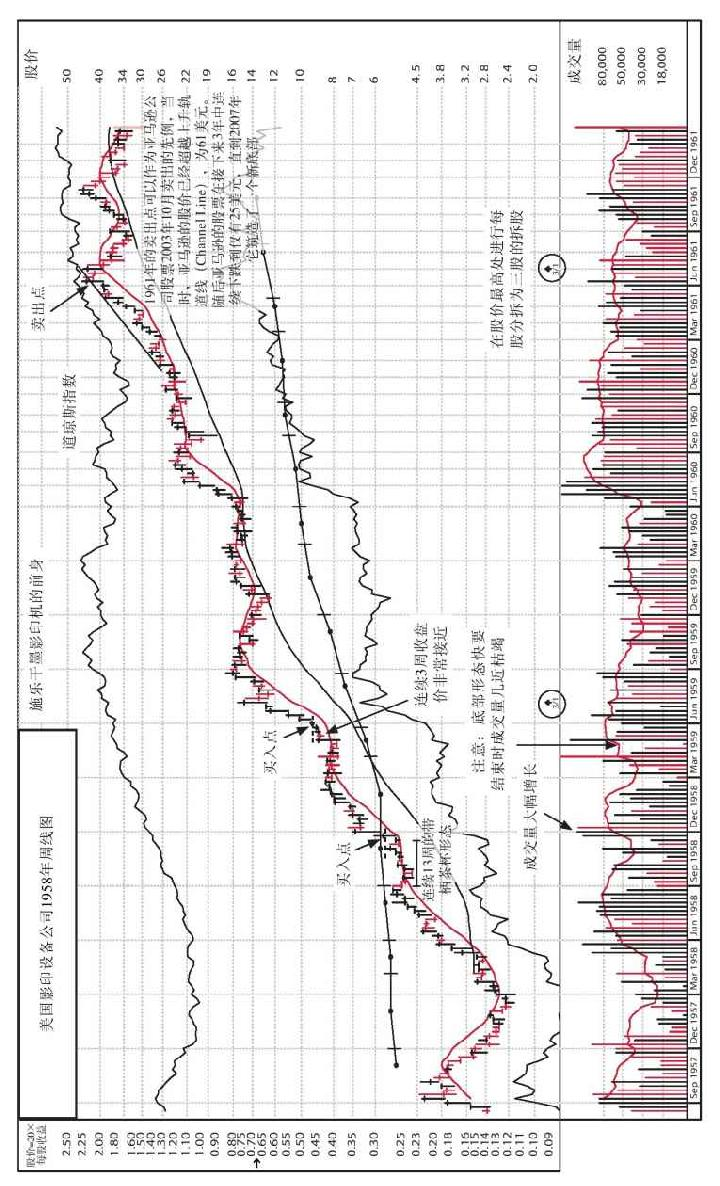 美国影印设备公司1958年周线图
施乐干墨影印机的前身
股价=20×
每股收益
股价
道琼斯指数
卖出点
1961年的卖出点可以作为亚马逊公
司股票2003年10月卖出的先例，当
时，亚马逊的股价已经超越上升轨
道线（Channel Line），为61美元。
随后亚马逊的股票在接下来3年中连
续下跌到仅有25美元，直到2007年
它筑造了一个新底部
在股价最高处进行每
股分拆为三股的拆股
买入点
连续3周收益
价非常接近
买入点
连续13周的带
柄茶杯形态
注意：底部形态快要
结束时成交量几近枯竭
成交量大幅增长
3/1
3/1
2.50
2.25
2.00
1.80
1.60
1.50
1.40
1.30
1.20
1.10
1.00
0.90
0.80
0.75
0.70
0.65
0.60
0.55
0.50
0.45
0.40
0.35
0.30
0.25
0.23
0.20
0.18
0.16
0.15
0.14
0.13
0.12
0.11
0.10
0.09
50
40
34
30
26
22
19
16
14
12
10
8
7
6
4.5
3.8
3.2
2.8
2.4
2.0
成交量
80,000
50,000
30,000
18,000
Sep 1957
Dec 1957
Mar 1958
Jun 1958
Sep 1958
Dec 1958
Mar 1959
Jun 1959
Sep 1959
Dec 1959
Mar 1960
Jun 1960
Sep 1960
Dec 1960
Mar 1961
Jun 1961
Sep 1961
Dec 1961